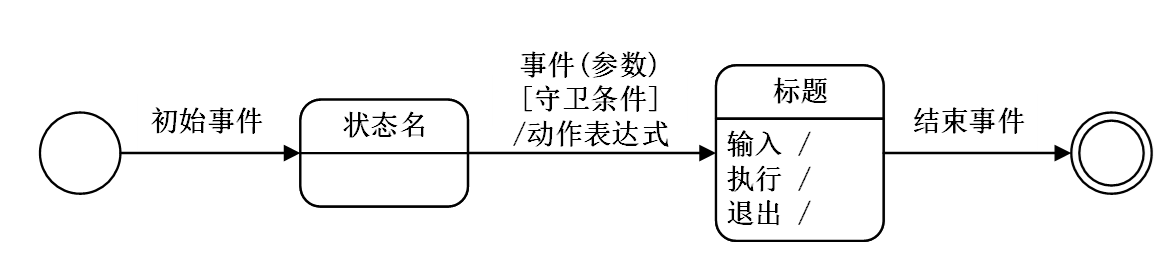 初始事件
状态名
事件(参数)
[守卫条件]
/动作表达式
标题
输入 /
执行 /
退出 /
结束事件